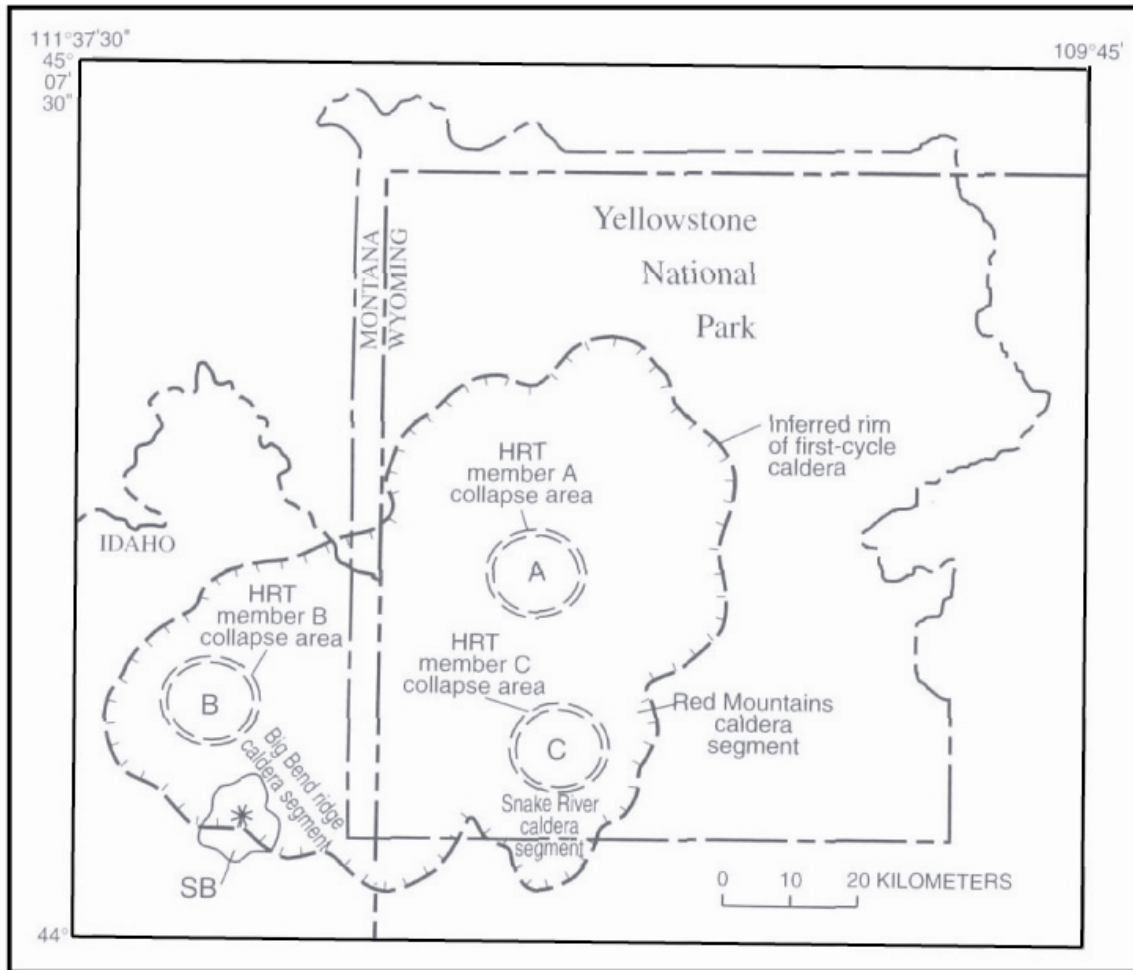 111°37'30"
109°45'
45°
07'
30"
Yellowstone
National
Park
MONTANA
WYOMING
Inferred rim
of first-cycle
caldera
HRT
member A
collapse area
A
IDAHO
HRT
member B
collapse area
B
HRT
member C
collapse area
C
Red Mountains
caldera
segment
Big Bend ridge
caldera segment
Snake River
caldera
segment
SB
0 10 20 KILOMETERS
44°